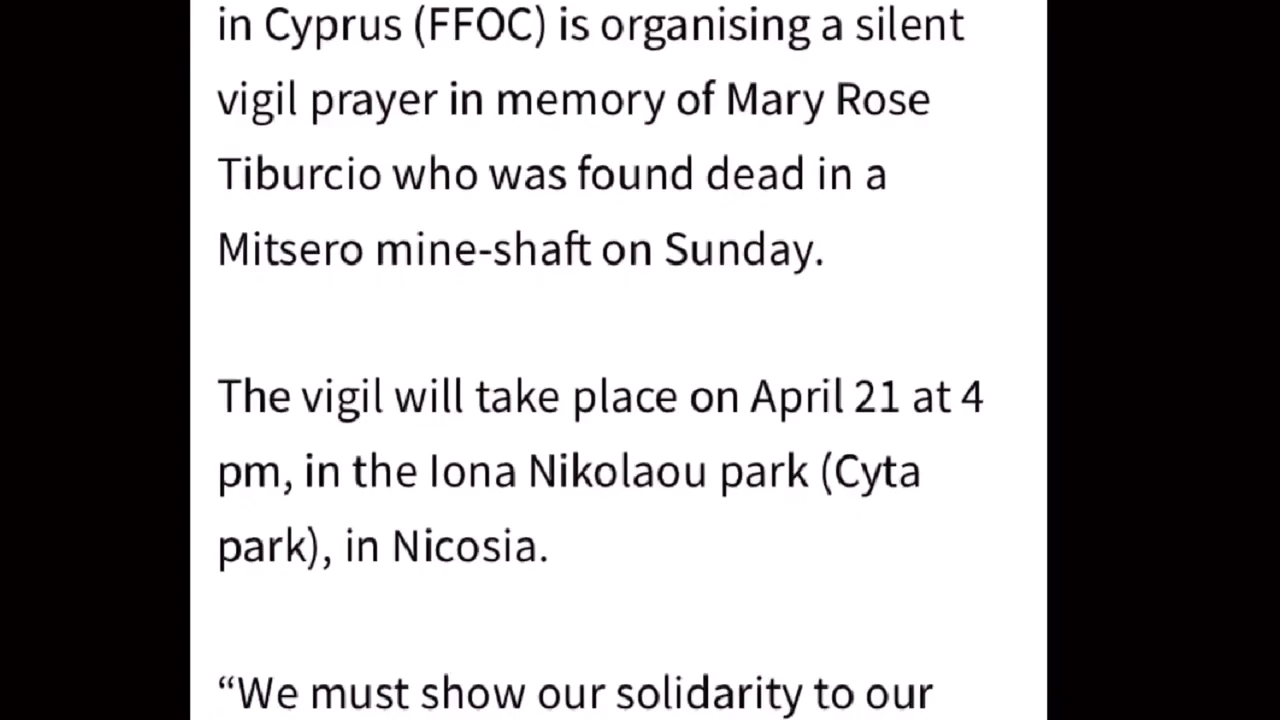 in Cyprus (FFOC) is organising a silent
vigil prayer in memory of Mary Rose
Tiburcio who was found dead in a
Mitsero mine-shaft on Sunday.
The vigil will take place on April 21 at 4
pm, in the Iona Nikolaou park (Cyta
park), in Nicosia.
“We must show our solidarity to our